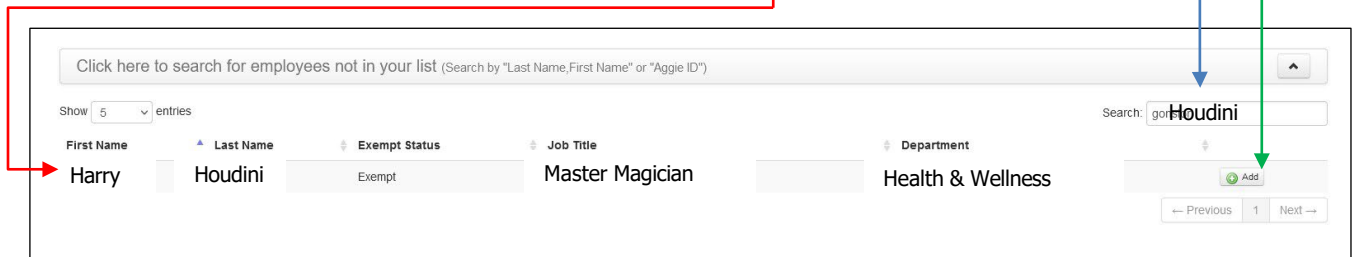 Click here to search for employees not in your list (Search by "Last Name,First Name" or "Aggie ID")
Show 5 entries Search: Houdini
First Name Last Name Exempt Status Job Title Department
Harry Houdini Exempt Master Magician Health & Wellness Add
← Previous 1 Next →